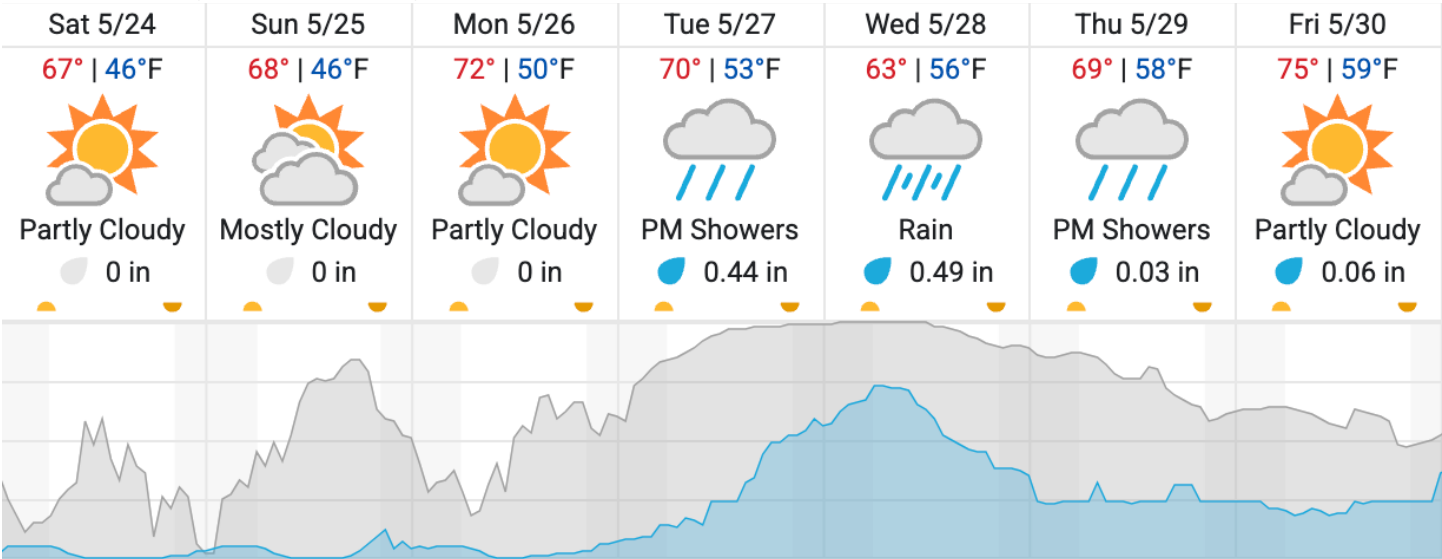 Sat 5/24 Sun 5/25 Mon 5/26 Tue 5/27 Wed 5/28 Thu 5/29 Fri 5/30
67° | 46°F 68° | 46°F 72° | 50°F 70° | 53°F 63° | 56°F 69° | 58°F 75° | 59°F
Partly Cloudy Mostly Cloudy Partly Cloudy PM Showers Rain PM Showers Partly Cloudy
0 in 0 in 0 in 0.44 in 0.49 in 0.03 in 0.06 in